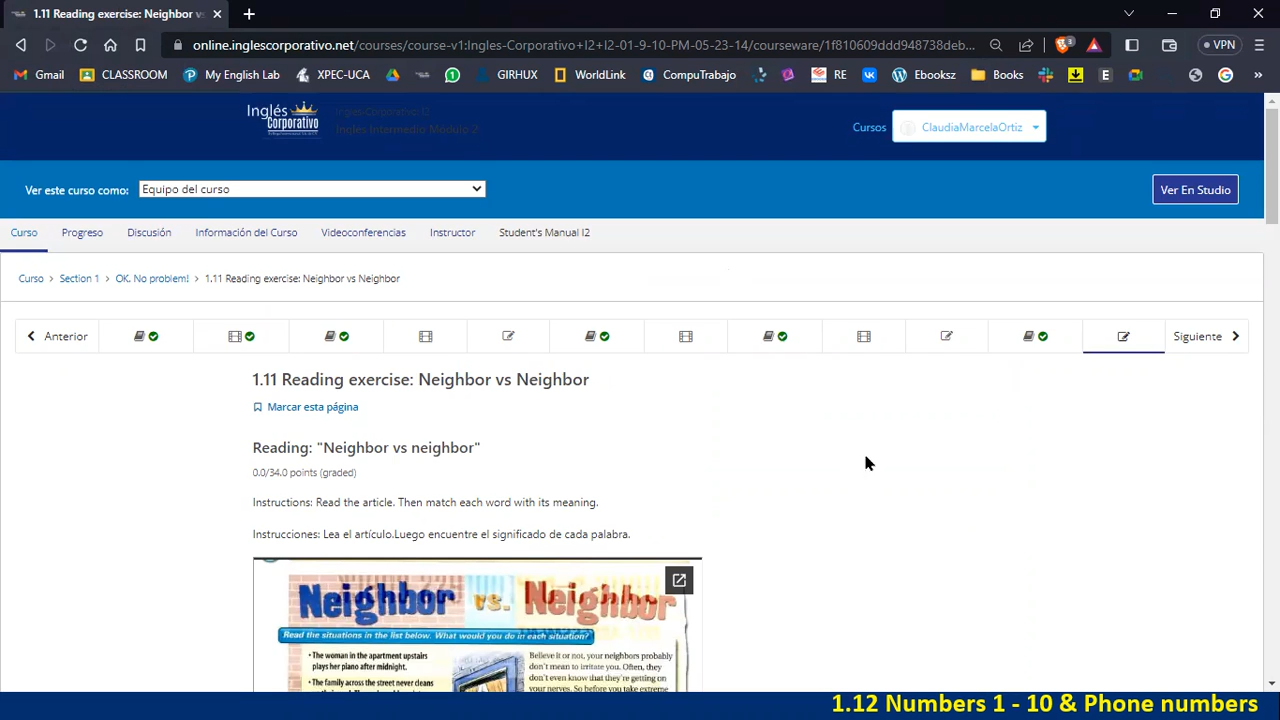 1.11 Reading exercise: Neighbor vs
online.inglescorporativo.net/courses/course-v1:Ingles-Corporativo+I2+I2-01.9-10-PM-05-23-14/courseware/1f810609ddd948738deb...
3
VPN
Gmail
CLASSROOM
My English Lab
XPEC-UCA
GIRHUX
WorldLink
CompuTrabajo
RE
WordPress
Ebooksz
Books
E
»
Inglés Corporativo
Ingles-Corporativo I2
Inglés Intermedio Módulo 2
Cursos
ClaudiaMarcelaOrtiz
Ver este curso como:
Equipo del curso
Ver En Studio
Curso
Progreso
Discusión
Información del Curso
Videoconferencias
Instructor
Student's Manual I2
Curso > Section 1 > OK. No problem! > 1.11 Reading exercise: Neighbor vs Neighbor
Anterior
Siguiente
1.11 Reading exercise: Neighbor vs Neighbor
Marcar esta página
Reading: "Neighbor vs neighbor"
0.0/34.0 points (graded)
Instructions: Read the article. Then match each word with its meaning.
Instrucciones: Lea el artículo.Luego encuentre el significado de cada palabra.
Neighbor vs. Neighbor
Read the situations in the list below. What would you do in each situation?
• The woman in the apartment upstairs
plays her piano after midnight.
• The family across the street never cleans
Believe it or not, your neighbors probably
don't mean to irritate you. Often, they
don't even know that they're getting on
your nerves. So before you take extreme
1.12 Numbers 1 - 10 & Phone numbers